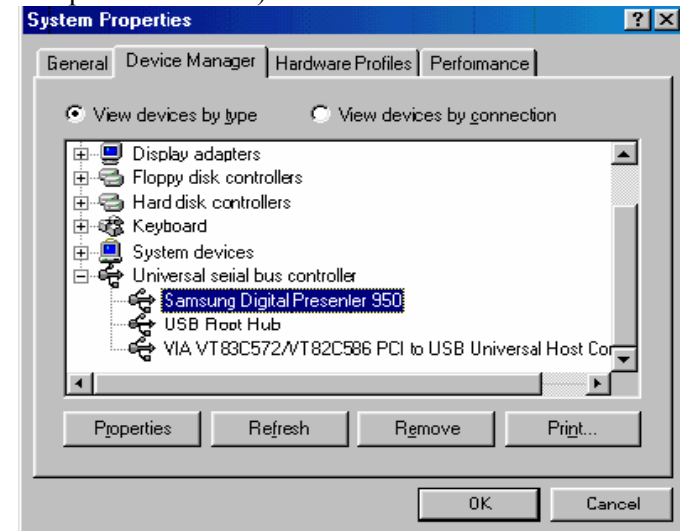 System Properties
General Device Manager Hardware Profiles Performance
View devices by type View devices by connection
Display adapters
Floppy disk controllers
Hard disk controllers
Keyboard
System devices
Universal serial bus controller
Samsung Digital Presenter 950
USB Root Hub
VIA VT83C572/VT82C586 PCI to USB Universal Host Cor
Properties Refresh Remove Print...
OK Cancel